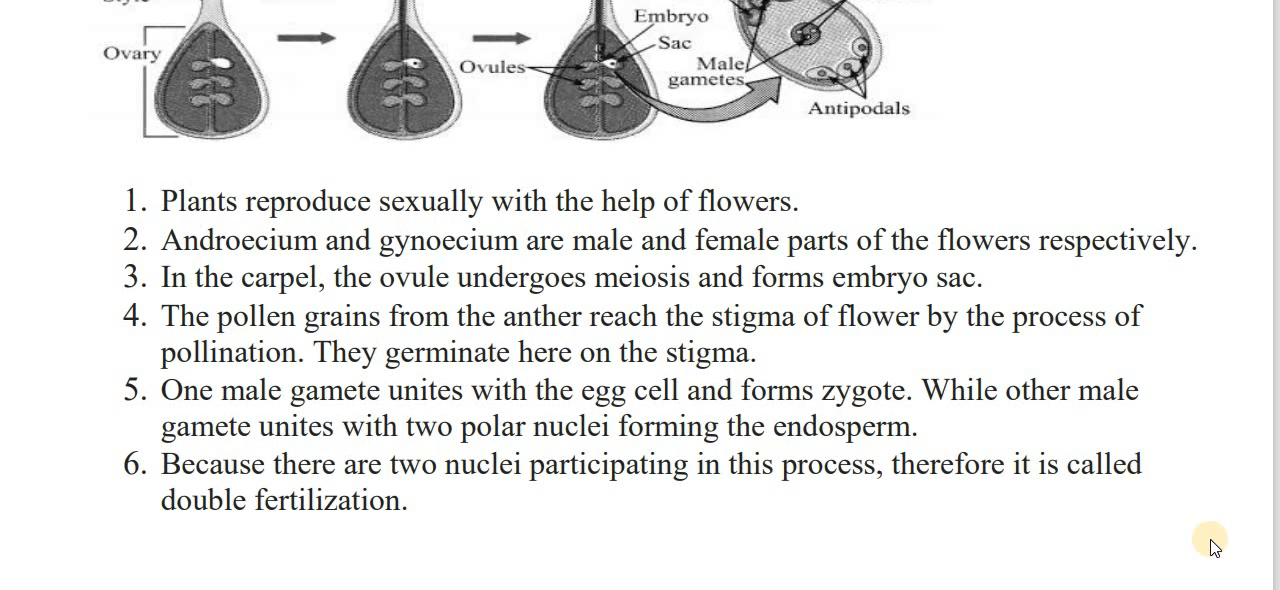 Embryo
Sac
Ovary
Ovules
Male
gametes
Antipodals
1. Plants reproduce sexually with the help of flowers.
2. Androecium and gynoecium are male and female parts of the flowers respectively.
3. In the carpel, the ovule undergoes meiosis and forms embryo sac.
4. The pollen grains from the anther reach the stigma of flower by the process of
pollination. They germinate here on the stigma.
5. One male gamete unites with the egg cell and forms zygote. While other male
gamete unites with two polar nuclei forming the endosperm.
6. Because there are two nuclei participating in this process, therefore it is called
double fertilization.